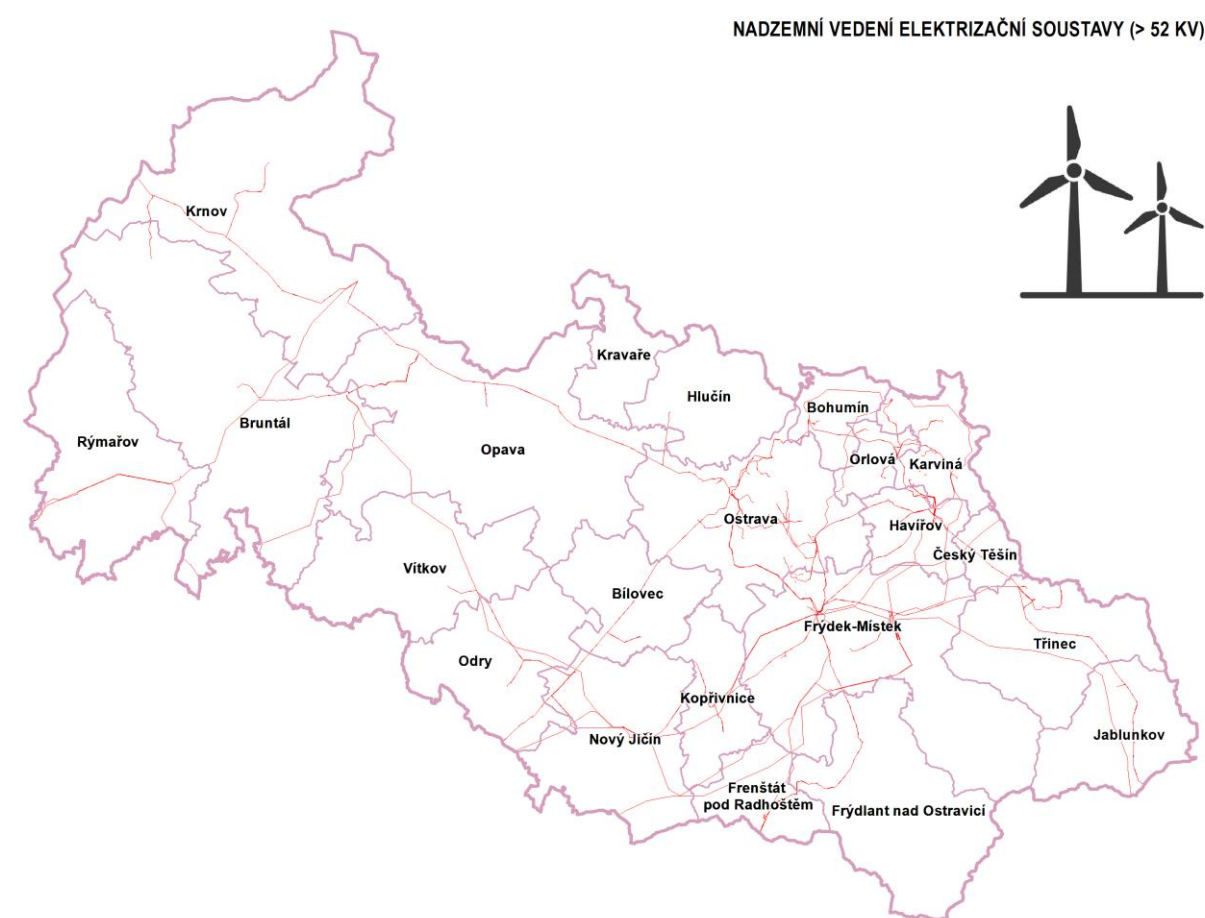 NADZEMNÍ VEDENÍ ELEKTRIZAČNÍ SOUSTAVY (> 52 KV)
Krnov
Kravaře
Hlučín
Bohumín
Rýmařov
Bruntál
Opava
Orlová
Karviná
Ostrava
Havířov
Český Těšín
Vítkov
Bílovec
Frýdek-Místek
Třinec
Odry
Kopřivnice
Nový Jičín
Jablunkov
Frenštát
pod Radhoštěm
Frýdlant nad Ostravicí